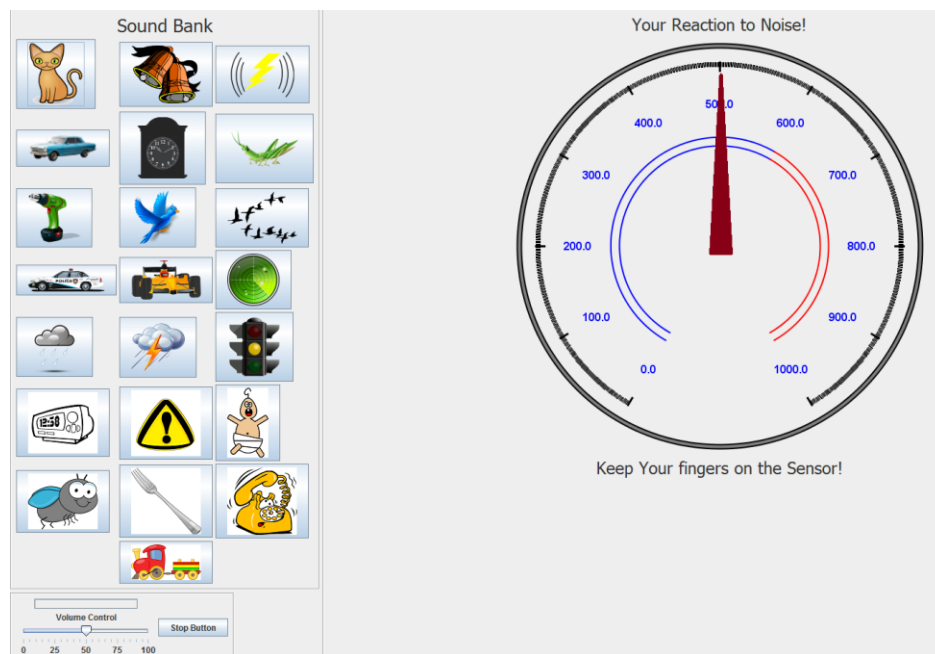 Sound Bank
Your Reaction to Noise!
POLICE
12:50
0.0
100.0
200.0
300.0
400.0
600.0
700.0
800.0
900.0
1000.0
Keep Your fingers on the Sensor!
Volume Control
Stop Button
0 25 50 75 100